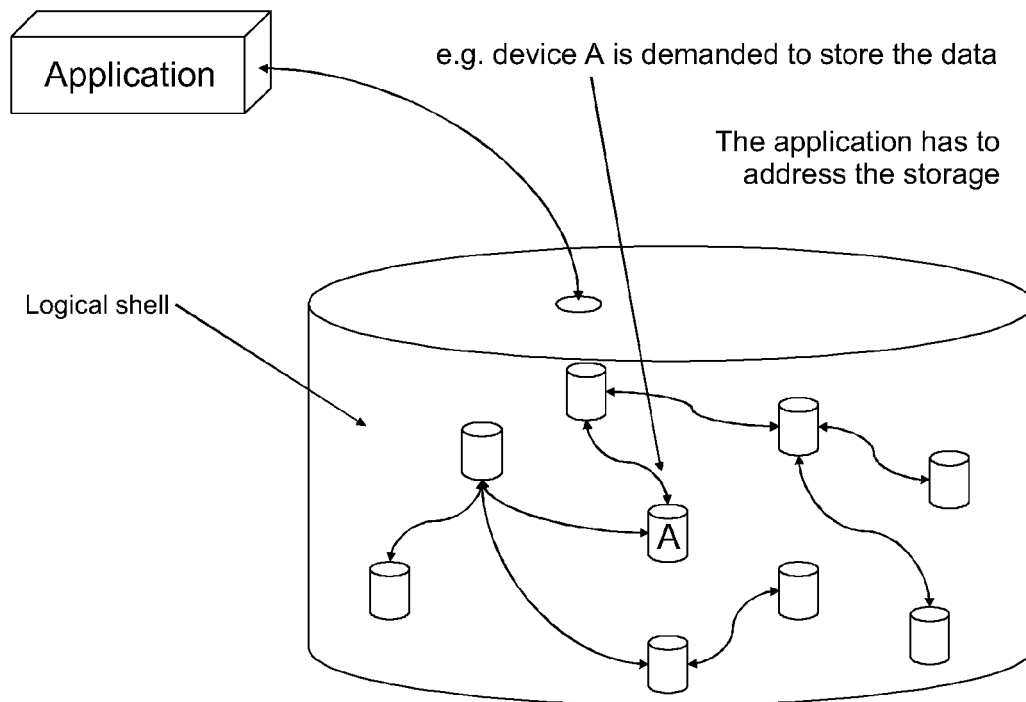 Application
e.g. device A is demanded to store the data
The application has to
address the storage
Logical shell
A